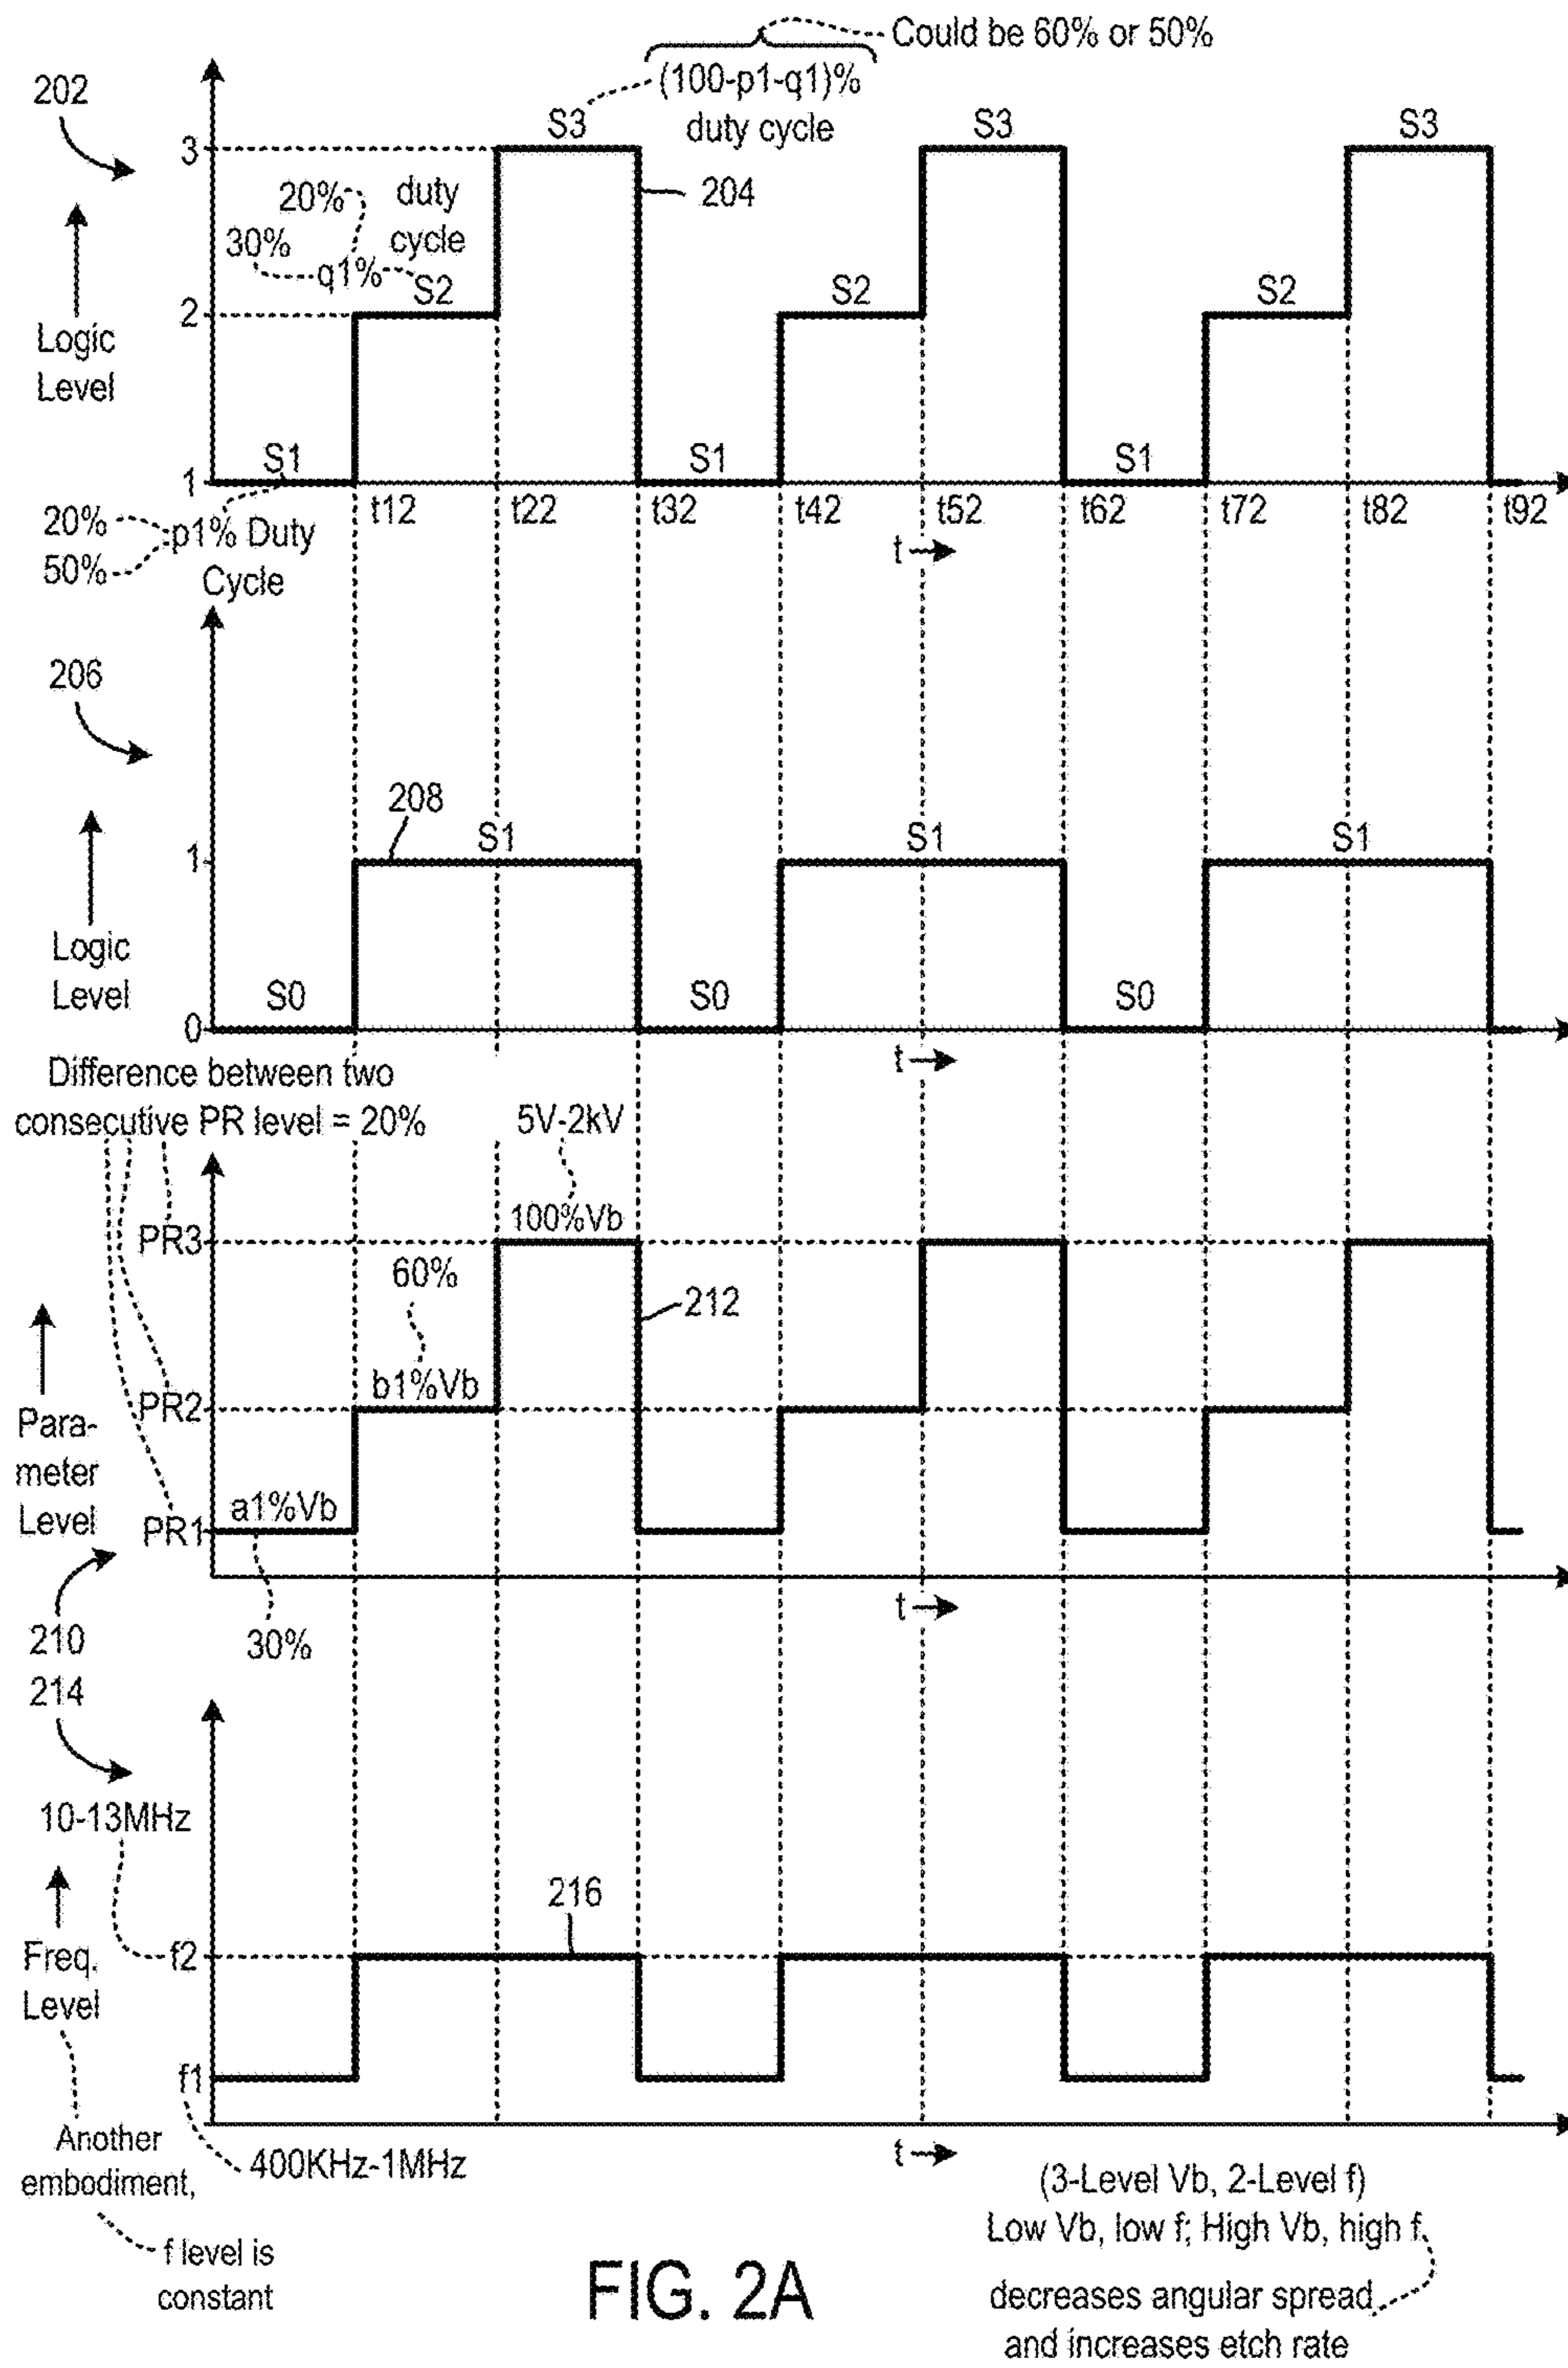 Could be 60% or 50%
(100-p1-q1)%
duty cycle
202
3
S3
S3
S3
204
20%
duty
cycle
30%
q1%
S2
S2
S2
2
Logic
Level
S1
S1
S1
1
t12
t22
t32
t42
t52
t62
t72
t82
t92
20%
50%
p1% Duty
Cycle
t
206
208
S1
S1
S1
1
Logic
Level
S0
S0
S0
0
t
Difference between two
consecutive PR level = 20%
5V-2kV
100%Vb
PR3
60%
212
b1%Vb
PR2
Para-
meter
Level
a1%Vb
PR1
t
30%
210
214
10-13MHz
216
f2
Freq.
Level
f1
Another
embodiment,
400KHz-1MHz
t
f level is
constant
(3-Level Vb, 2-Level f)
Low Vb, low f; High Vb, high f
decreases angular spread
and increases etch rate
FIG. 2A